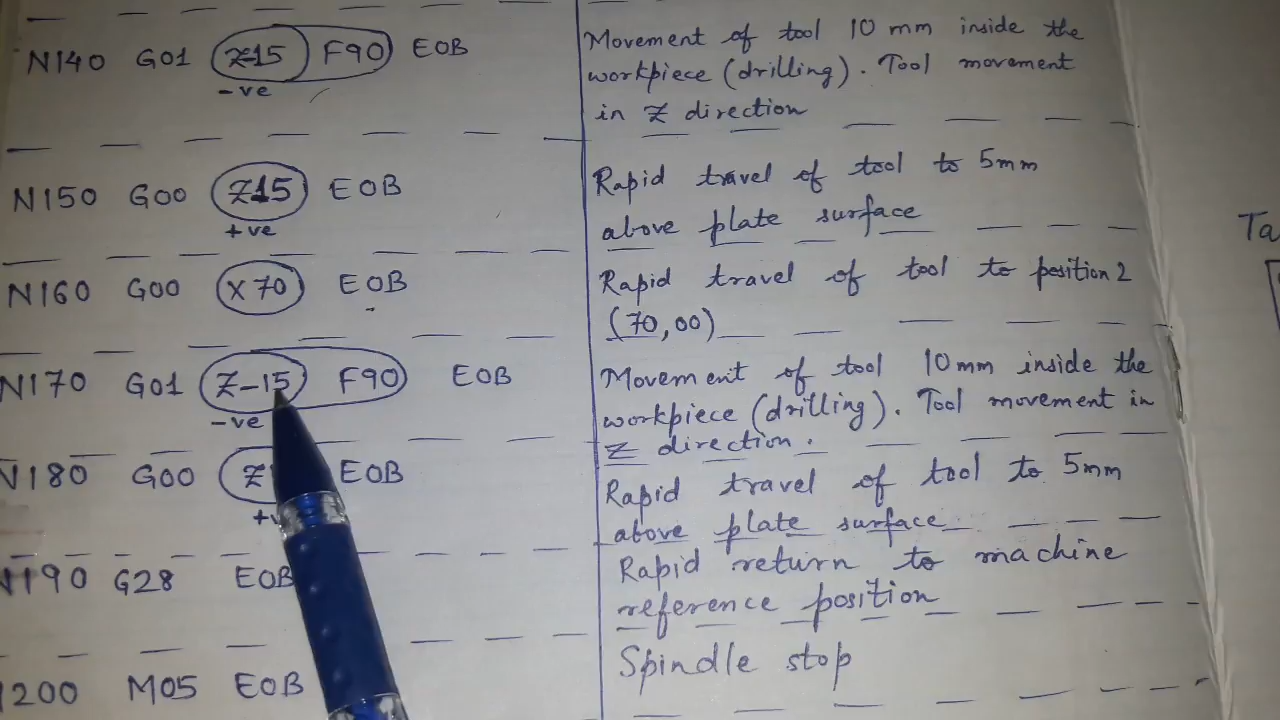 N140 G01 Z-15 F90 EOB
-ve
Movement of tool 10 mm inside the
workpiece (drilling). Tool movement
in Z direction
N150 G00 Z15 EOB
+ve
Rapid travel of tool to 5mm
above plate surface
N160 G00 X70 EOB
Rapid travel of tool to position 2
(70,00)
N170 G01 Z-15 F90 EOB
-ve
Movement of tool 10mm inside the
workpiece (drilling). Tool movement in
Z direction.
N180 G00 EOB
Rapid travel of tool to 5mm
above plate surface
N190 G28 EOB
Rapid return to machine
reference position
200 M05 EOB
Spindle stop